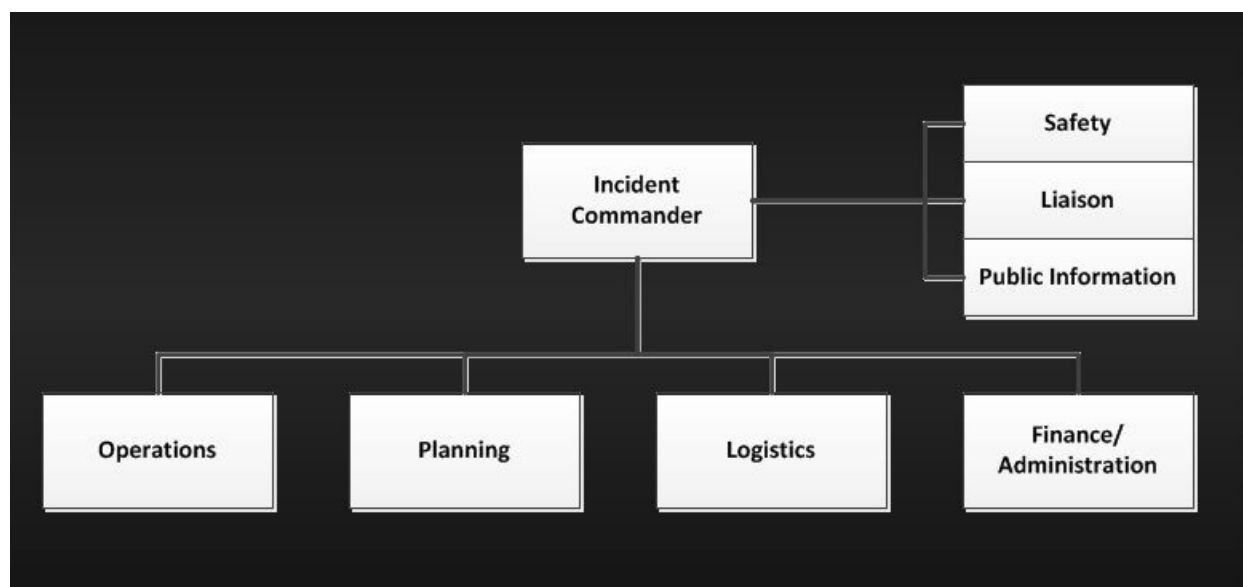 Safety
Incident
Commander
Liaison
Public Information
Operations
Planning
Logistics
Finance/
Administration